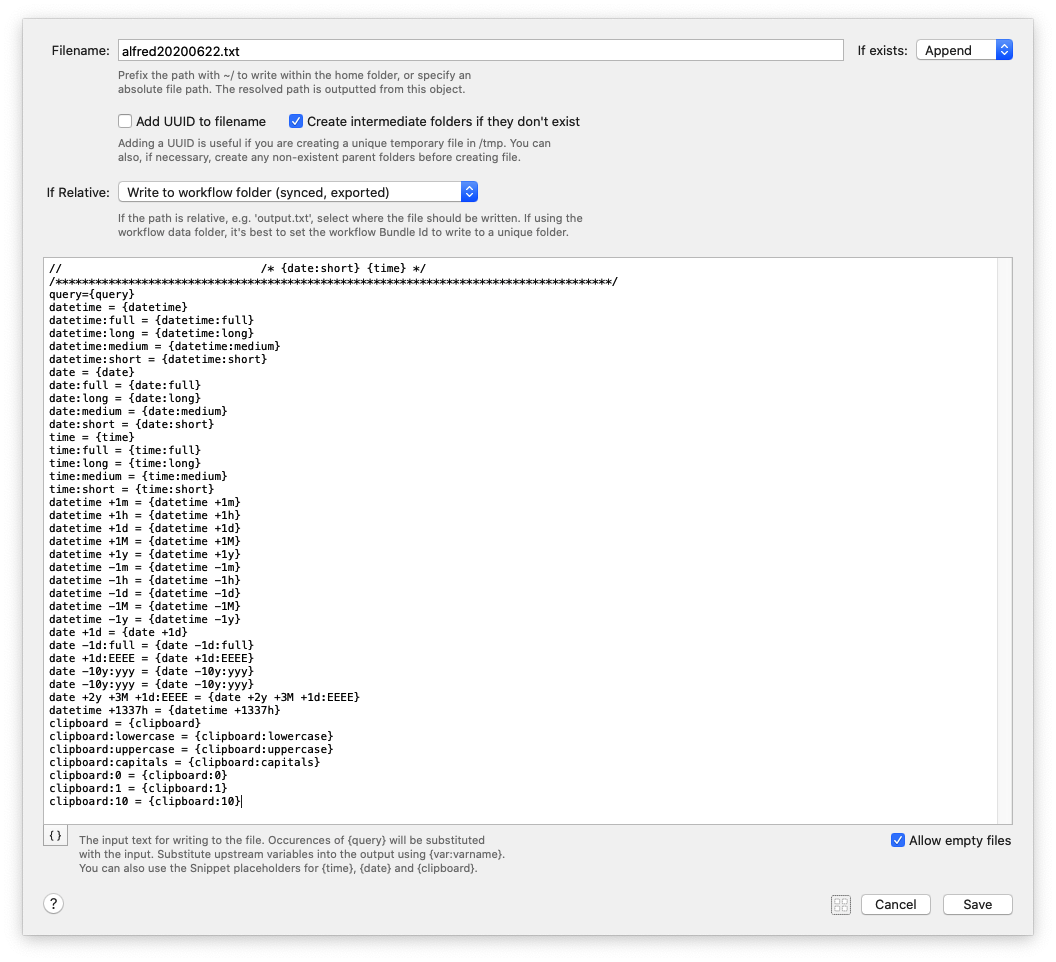 Filename: alfred20200622.txt If exists: Append
Prefix the path with ~/ to write within the home folder, or specify an
absolute file path. The resolved path is outputted from this object.
Add UUID to filename Create intermediate folders if they don't exist
Adding a UUID is useful if you are creating a unique temporary file in /tmp. You can
also, if necessary, create any non-existent parent folders before creating file.
If Relative: Write to workflow folder (synced, exported)
If the path is relative, e.g. 'output.txt', select where the file should be written. If using the
workflow data folder, it's best to set the workflow Bundle Id to write to a unique folder.
// /* {date:short} {time} */
/************************************************************************************/
query={query}
datetime = {datetime}
datetime:full = {datetime:full}
datetime:long = {datetime:long}
datetime:medium = {datetime:medium}
datetime:short = {datetime:short}
date = {date}
date:full = {date:full}
date:long = {date:long}
date:medium = {date:medium}
date:short = {date:short}
time = {time}
time:full = {time:full}
time:long = {time:long}
time:medium = {time:medium}
time:short = {time:short}
datetime +1m = {datetime +1m}
datetime +1h = {datetime +1h}
datetime +1d = {datetime +1d}
datetime +1M = {datetime +1M}
datetime +1y = {datetime +1y}
datetime -1m = {datetime -1m}
datetime -1h = {datetime -1h}
datetime -1d = {datetime -1d}
datetime -1M = {datetime -1M}
datetime -1y = {datetime -1y}
date +1d = {date +1d}
date -1d:full = {date -1d:full}
date +1d:EEEE = {date +1d:EEEE}
date -10y:yyy = {date -10y:yyy}
date -10y:yyy = {date -10y:yyy}
date +2y +3M +1d:EEEE = {date +2y +3M +1d:EEEE}
datetime +1337h = {datetime +1337h}
clipboard = {clipboard}
clipboard:lowercase = {clipboard:lowercase}
clipboard:uppercase = {clipboard:uppercase}
clipboard:capitals = {clipboard:capitals}
clipboard:0 = {clipboard:0}
clipboard:1 = {clipboard:1}
clipboard:10 = {clipboard:10}
{} The input text for writing to the file. Occurences of {query} will be substituted
with the input. Substitute upstream variables into the output using {var:varname}.
You can also use the Snippet placeholders for {time}, {date} and {clipboard}.
Allow empty files
? Cancel Save